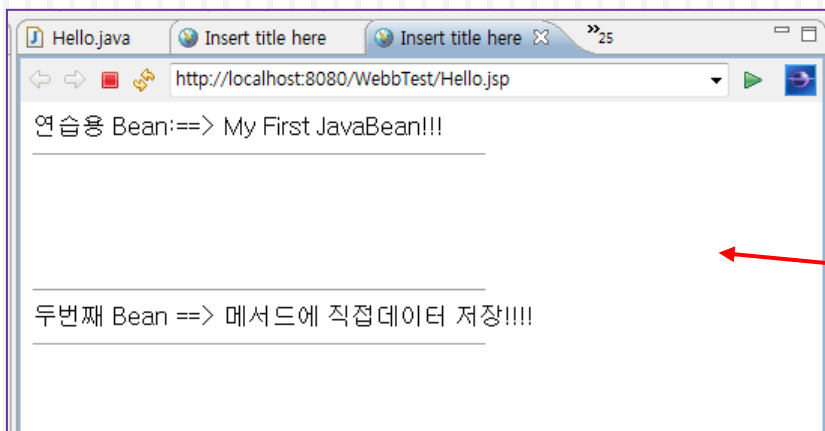 Hello.java Insert title here Insert title here »25
http://localhost:8080/WebbTest/Hello.jsp
연습용 Bean:==> My First JavaBean!!!
두번째 Bean ==> 메서드에 직접데이터 저장!!!!